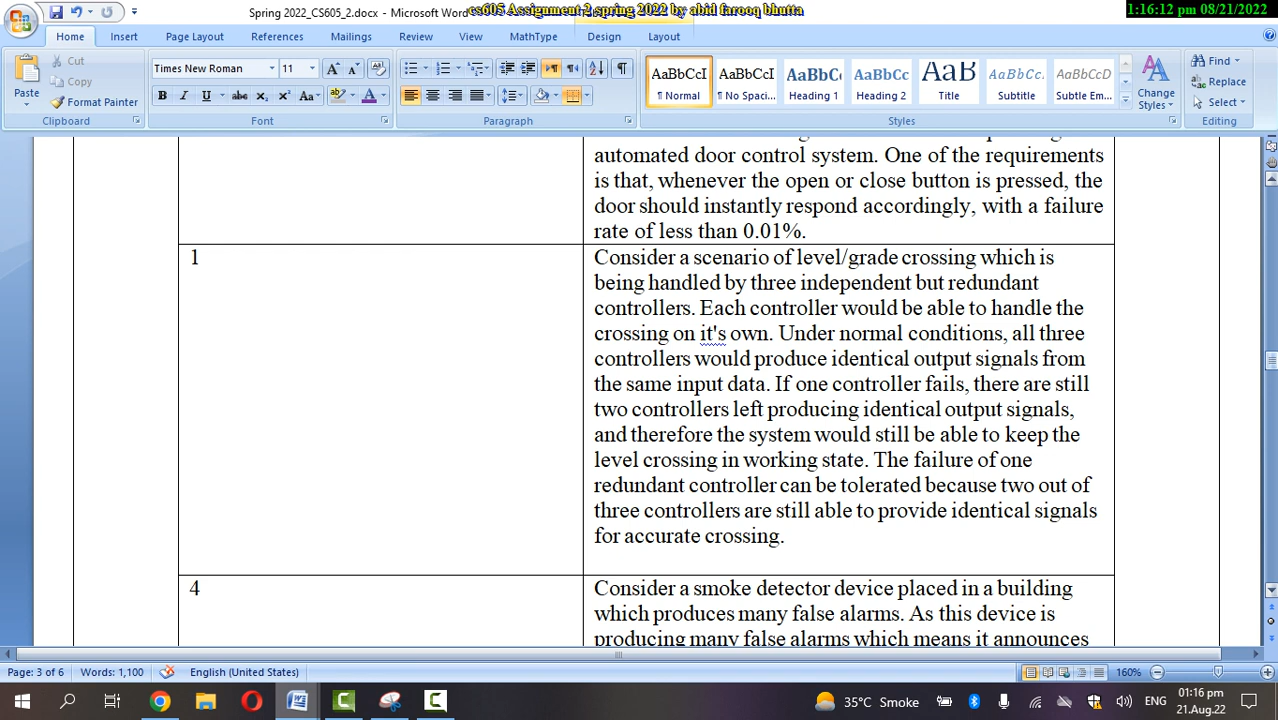 Spring 2022_CS605_2.docx - Microsoft Word
cs605 Assignment 2 spring 2022 by abid farooq bhutta
1:16:12 pm 08/21/2022
Home Insert Page Layout References Mailings Review View MathType Design Layout
Cut
Copy
Format Painter
Paste
Clipboard
Times New Roman 11
Font
Paragraph
AaBbCcI AaBbCcI AaBbC AaBbCc AaB AaBbCc AaBbCcD
¶ Normal ¶ No Spaci... Heading 1 Heading 2 Title Subtitle Subtle Em...
Change Styles
Styles
Find
Replace
Select
Editing
automated door control system. One of the requirements
is that, whenever the open or close button is pressed, the
door should instantly respond accordingly, with a failure
rate of less than 0.01%.
1
Consider a scenario of level/grade crossing which is
being handled by three independent but redundant
controllers. Each controller would be able to handle the
crossing on it's own. Under normal conditions, all three
controllers would produce identical output signals from
the same input data. If one controller fails, there are still
two controllers left producing identical output signals,
and therefore the system would still be able to keep the
level crossing in working state. The failure of one
redundant controller can be tolerated because two out of
three controllers are still able to provide identical signals
for accurate crossing.
4
Consider a smoke detector device placed in a building
which produces many false alarms. As this device is
producing many false alarms which means it announces
Page: 3 of 6 Words: 1,100 English (United States) 160%
35°C Smoke ENG 01:16 pm
21.Aug.22